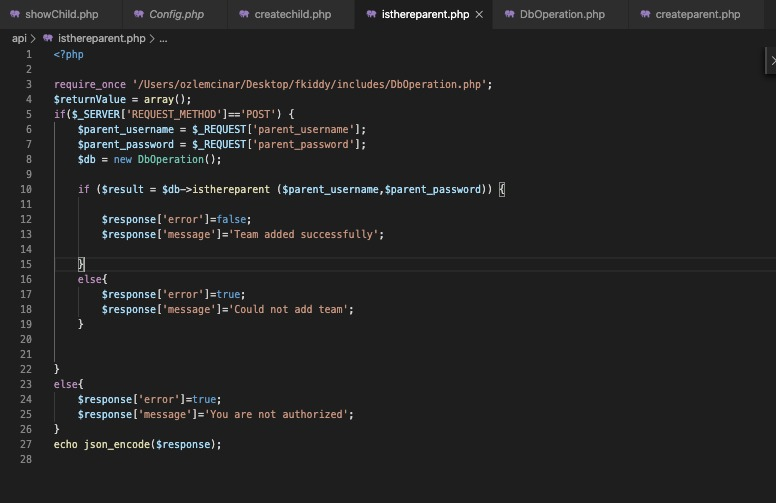 showChild.php Config.php createchild.php isthereparent.php × DbOperation.php createparent.php
api > isthereparent.php > ...
1 <?php
2
3 require_once '/Users/ozlemcinar/Desktop/fkiddy/includes/DbOperation.php';
4 $returnValue = array();
5 if($_SERVER['REQUEST_METHOD']=='POST') {
6 $parent_username = $_REQUEST['parent_username'];
7 $parent_password = $_REQUEST['parent_password'];
8 $db = new DbOperation();
9
10 if ($result = $db->isthereparent ($parent_username,$parent_password)) {
11
12 $response['error']=false;
13 $response['message']='Team added successfully';
14
15 }
16 else{
17 $response['error']=true;
18 $response['message']='Could not add team';
19 }
20
21
22 }
23 else{
24 $response['error']=true;
25 $response['message']='You are not authorized';
26 }
27 echo json_encode($response);
28